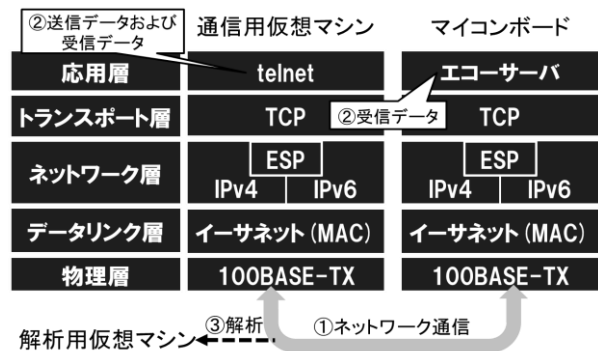 ②送信データおよび
受信データ
通信用仮想マシン
マイコンボード
応用層
telnet
エコーサーバ
トランスポート層
TCP
②受信データ
TCP
ネットワーク層
ESP
IPv4
IPv6
ESP
IPv4
IPv6
データリンク層
イーサネット(MAC)
イーサネット(MAC)
物理層
100BASE-TX
100BASE-TX
解析用仮想マシン
③解析
①ネットワーク通信